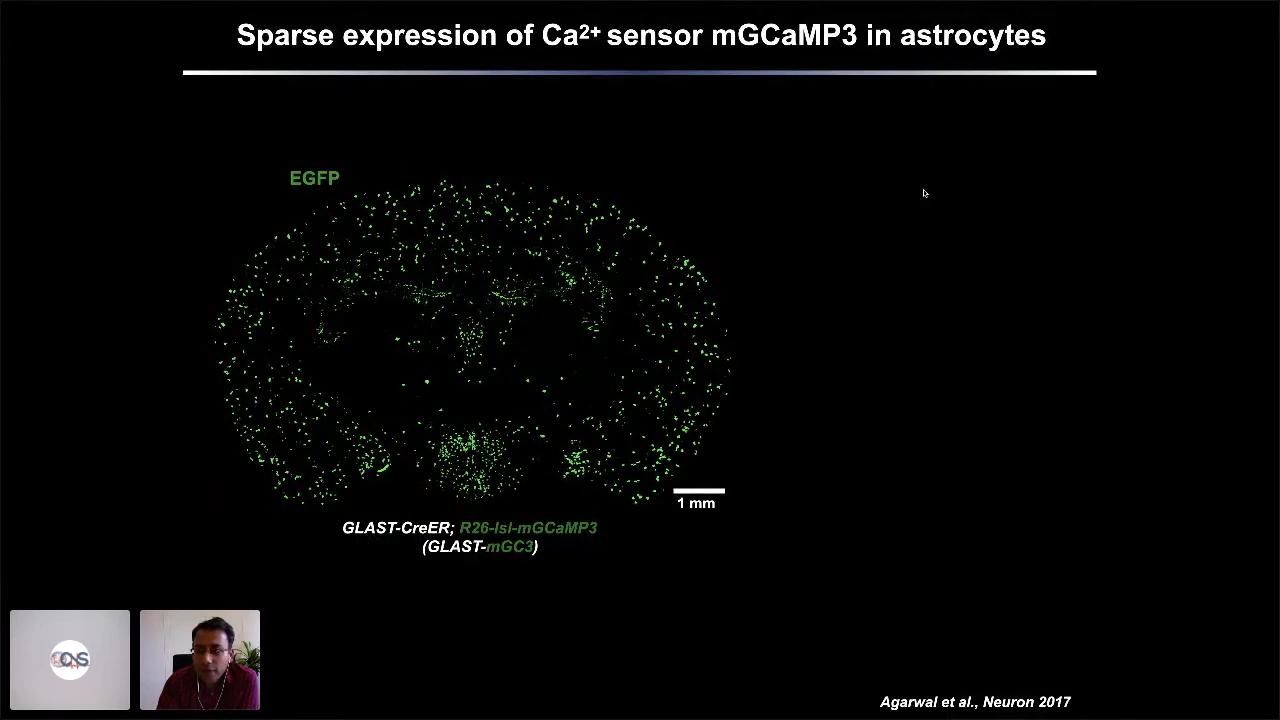 Sparse expression of Ca²⁺ sensor mGCaMP3 in astrocytes
EGFP
1 mm
GLAST-CreER; R26-lsl-mGCaMP3
(GLAST-mGC3)
Agarwal et al., Neuron 2017